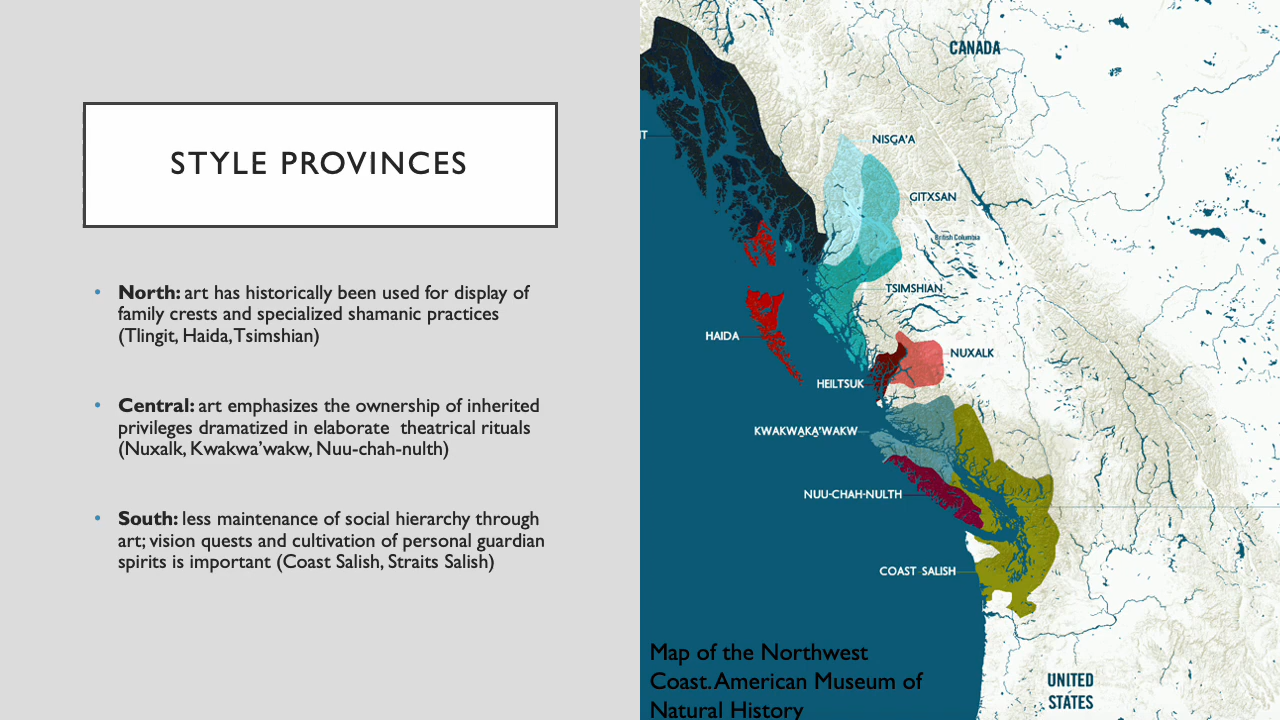 STYLE PROVINCES
• North: art has historically been used for display of
family crests and specialized shamanic practices
(Tlingit, Haida, Tsimshian)
• Central: art emphasizes the ownership of inherited
privileges dramatized in elaborate  theatrical rituals
(Nuxalk, Kwakwa’wakw, Nuu-chah-nulth)
• South: less maintenance of social hierarchy through
art; vision quests and cultivation of personal guardian
spirits is important (Coast Salish, Straits Salish)
CANADA
NISG̱A'A
GITXSAN
British Columbia
TSIMSHIAN
HAIDA
NUXALK
HEILTSUK
KWAKWA̱KA̱'WAKW
NUU-CHAH-NULTH
COAST SALISH
Map of the Northwest
Coast. American Museum of
Natural History
UNITED
STATES